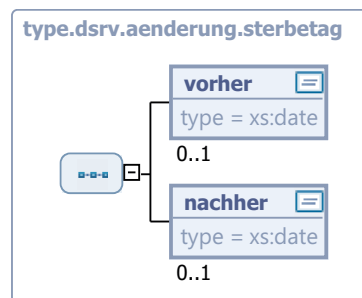 type.dsrv.aenderung.sterbetag
vorher
type = xs:date
0..1
nachher
type = xs:date
0..1